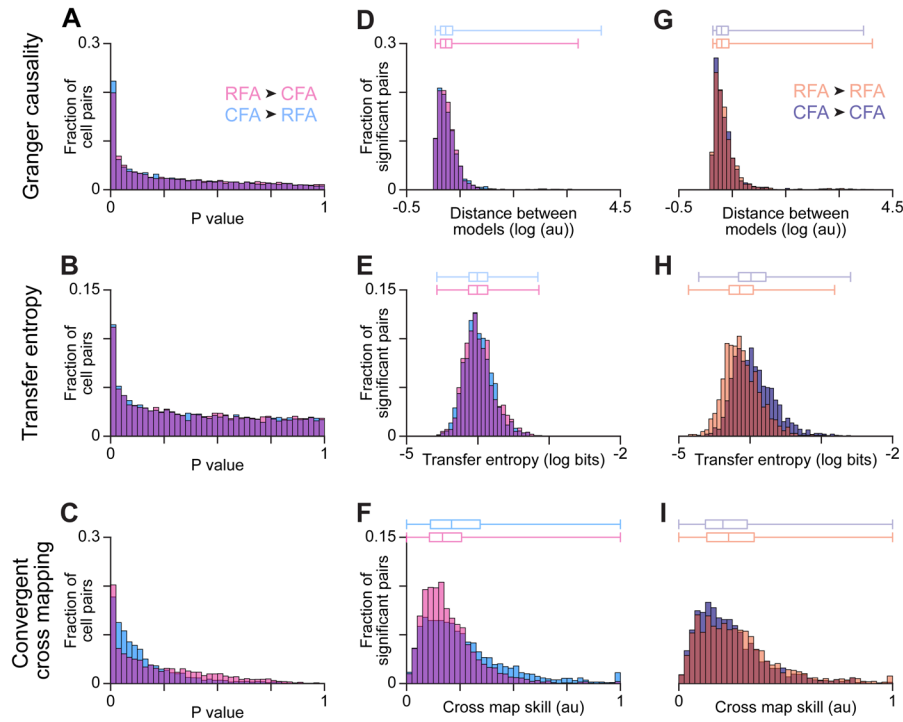 A
D
G
Granger causality
Fraction of
cell pairs
0.3
0
RFA ➤ CFA
CFA ➤ RFA
0
1
P value
Fraction of
significant pairs
0.3
0
-0.5
4.5
Distance between
models (log (au))
RFA ➤ RFA
CFA ➤ CFA
-0.5
4.5
Distance between
models (log (au))
B
E
H
Transfer entropy
Fraction of
cell pairs
0.15
0
0
1
P value
Fraction of
significant pairs
0.15
0
-5
-2
Transfer entropy (log bits)
-5
-2
Transfer entropy (log bits)
C
F
I
Convergent
cross mapping
Fraction of
cell pairs
0.3
0
0
1
P value
Fraction of
significant pairs
0.15
0
0
1
Cross map skill (au)
0
1
Cross map skill (au)